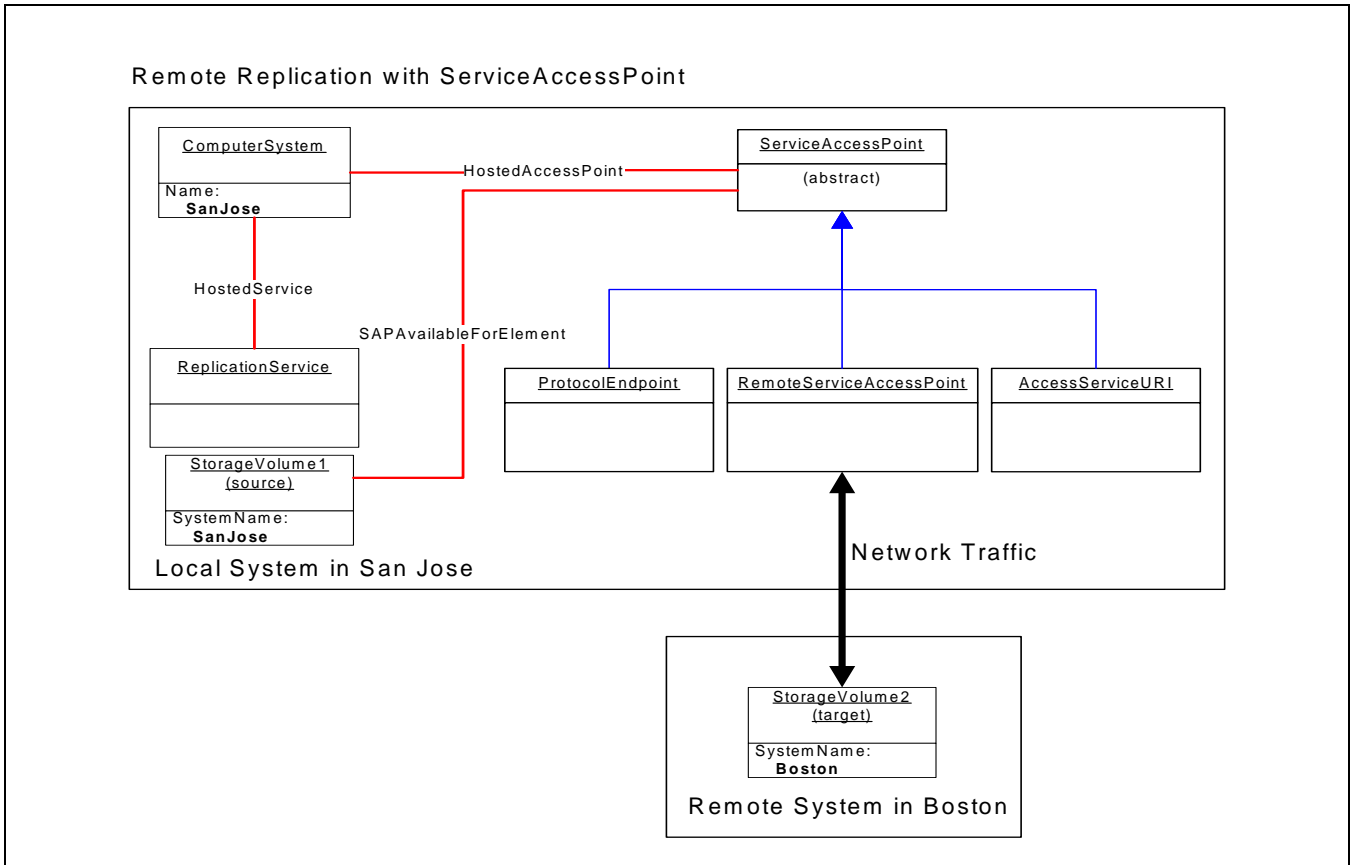 Remote Replication with ServiceAccessPoint
ComputerSystem
Name:
SanJose
HostedAccessPoint
ServiceAccessPoint
(abstract)
HostedService
SAPAvailableForElement
ReplicationService
ProtocolEndpoint
RemoteServiceAccessPoint
AccessServiceURI
StorageVolume1
(source)
SystemName:
SanJose
Local System in San Jose
Network Traffic
StorageVolume2
(target)
SystemName:
Boston
Remote System in Boston